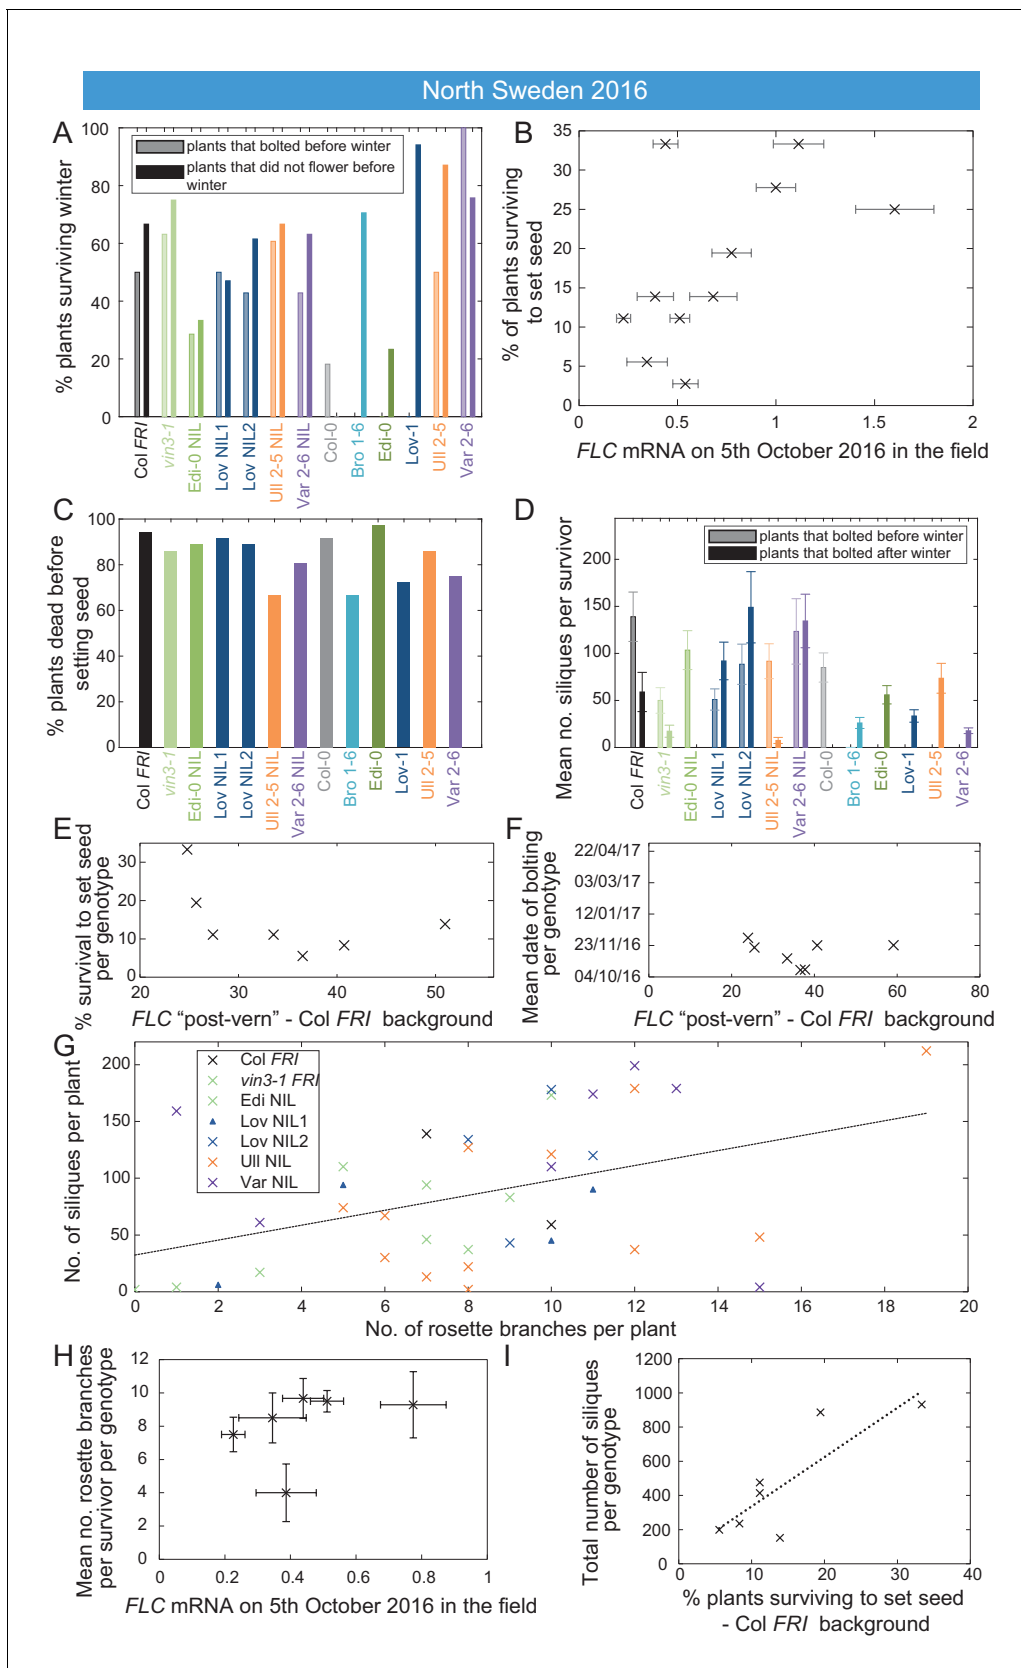 North Sweden 2016
A
% plants surviving winter
100
80
60
40
20
0
plants that bolted before winter
plants that did not flower before
winter
Col FRI
vin3-1
Edi-0 NIL
Lov NIL1
Lov NIL2
Ull 2-5 NIL
Var 2-6 NIL
Col-0
Bro 1-6
Edi-0
Lov-1
Ull 2-5
Var 2-6
B
% of plants surviving
to set seed
35
30
25
20
15
10
5
0
0
0.5
1
1.5
2
FLC mRNA on 5th October 2016 in the field
C
% plants dead before
setting seed
100
80
60
40
20
0
Col FRI
vin3-1
Edi-0 NIL
Lov NIL1
Lov NIL2
Ull 2-5 NIL
Var 2-6 NIL
Col-0
Bro 1-6
Edi-0
Lov-1
Ull 2-5
Var 2-6
D
Mean no. siliques per survivor
200
150
100
50
0
plants that bolted before winter
plants that bolted after winter
Col FRI
vin3-1
Edi-0 NIL
Lov NIL1
Lov NIL2
Ull 2-5 NIL
Var 2-6 NIL
Col-0
Bro 1-6
Edi-0
Lov-1
Ull 2-5
Var 2-6
E
% survival to set seed
per genotype
30
20
10
0
20
30
40
50
FLC “post-vern” - Col FRI background
F
Mean date of bolting
per genotype
22/04/17
03/03/17
12/01/17
23/11/16
04/10/16
0
20
40
60
80
FLC “post-vern” - Col FRI background
G
No. of siliques per plant
200
150
100
50
0
Col FRI
vin3-1 FRI
Edi NIL
Lov NIL1
Lov NIL2
Ull NIL
Var NIL
0
2
4
6
8
10
12
14
16
18
20
No. of rosette branches per plant
H
Mean no. rosette branches
per survivor per genotype
12
10
8
6
4
2
0
0
0.2
0.4
0.6
0.8
1
FLC mRNA on 5th October 2016 in the field
I
Total number of siliques
per genotype
1200
1000
800
600
400
200
0
0
10
20
30
40
% plants surviving to set seed
- Col FRI background